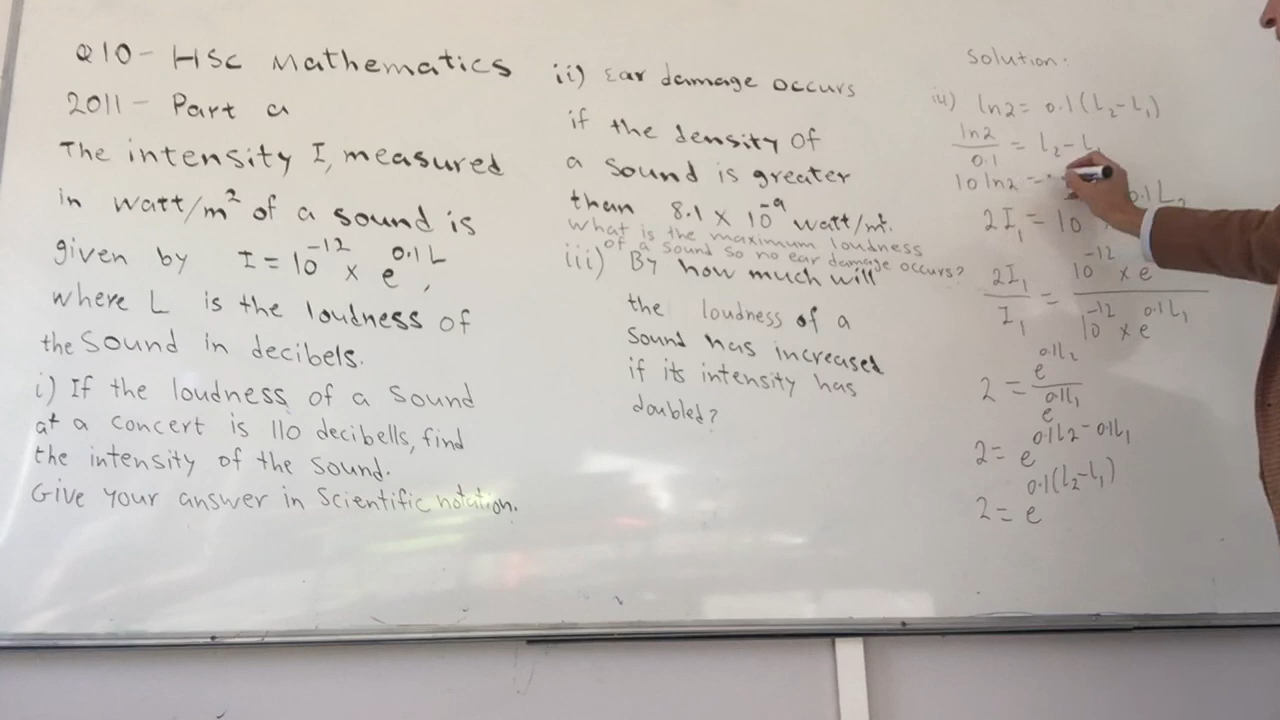 Q10 - HSC Mathematics
2011 - Part a
The intensity I, measured
in watt/m² of a sound is
given by I = 10^-12 × e^0.1L,
where L is the loudness of
the sound in decibels.
i) If the loudness of a sound
at a concert is 110 decibells, find
the intensity of the sound.
Give your answer in scientific notation.
ii) Ear damage occurs
if the density of
a sound is greater
than 8.1 × 10^-9 watt/m².
What is the maximum loudness
of a sound so no ear damage occurs?
iii) By how much will
the loudness of a
sound has increased
if its intensity has
doubled?
Solution:
iii) ln2 = 0.1(L₂-L₁)
ln2/0.1 = L₂-L₁
10 ln2 =
2I₁ = 10 0.1L₂
2I₁/I₁ = 10^-12 × e / 10^-12 × e^0.1L₁
2 = e^0.1L₂ / e^0.1L₁
2 = e^0.1L₂-0.1L₁
2 = e^0.1(L₂-L₁)